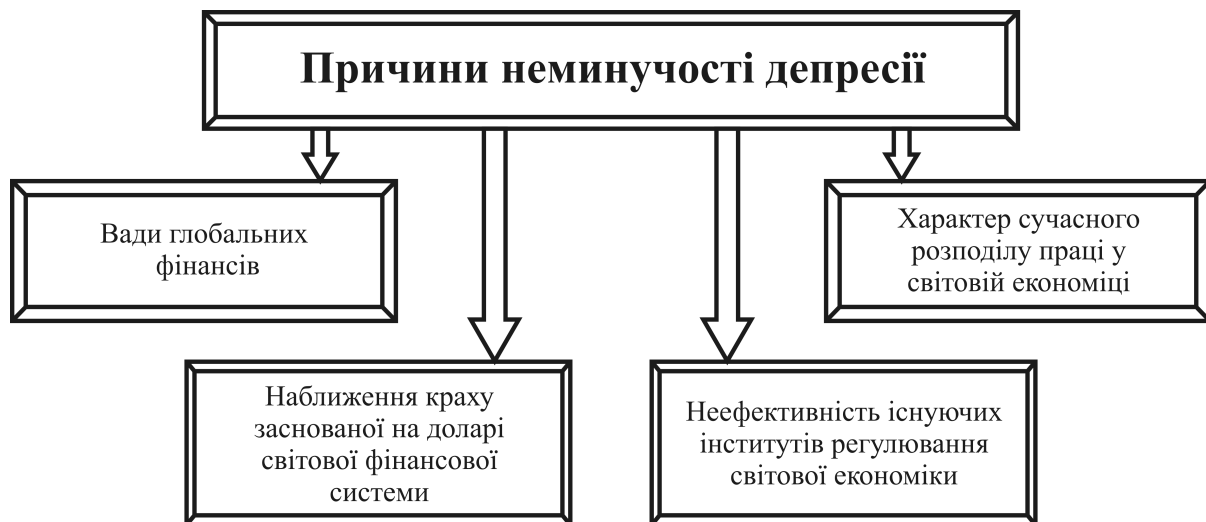 Причини неминучості депресії
Вади глобальних
фінансів
Характер сучасного
розподілу праці у
світовій економіці
Наближення краху
заснованої на доларі
світової фінансової
системи
Неефективність існуючих
інститутів регулювання
світової економіки